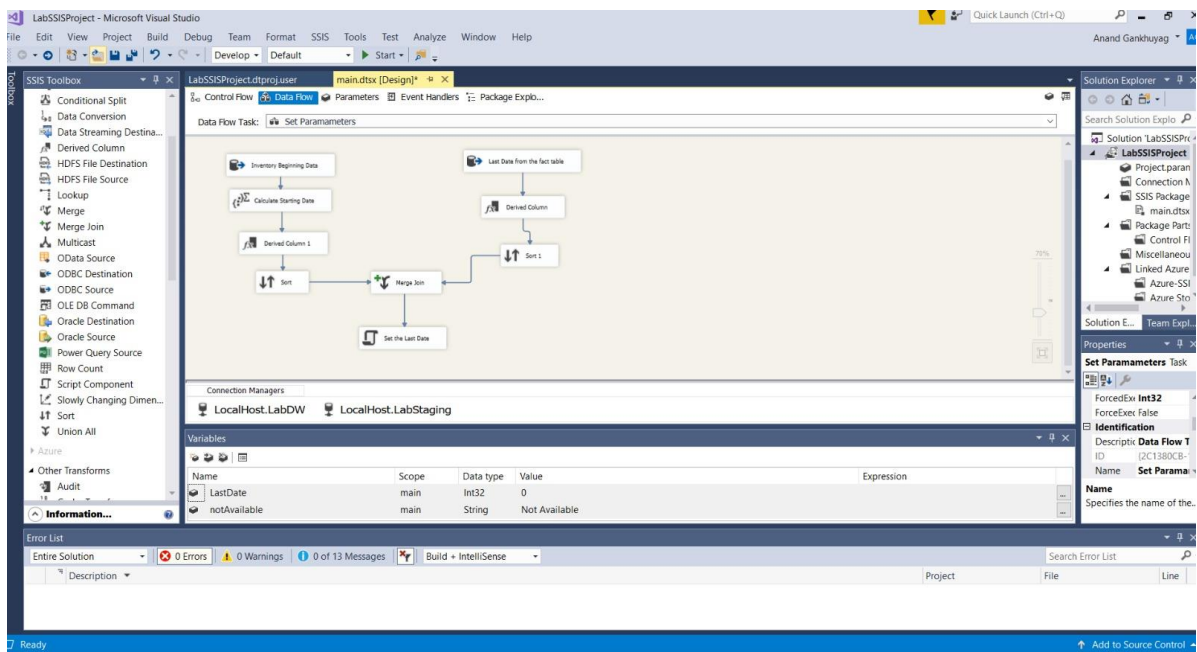 LabSSISProject - Microsoft Visual Studio
Quick Launch (Ctrl+Q)
File Edit View Project Build Debug Team Format SSIS Tools Test Analyze Window Help
Anand Gankhuyag
Develop Default Start
Toolbox
SSIS Toolbox
Conditional Split
Data Conversion
Data Streaming Destina...
Derived Column
HDFS File Destination
HDFS File Source
Lookup
Merge
Merge Join
Multicast
OData Source
ODBC Destination
ODBC Source
OLE DB Command
Oracle Destination
Oracle Source
Power Query Source
Row Count
Script Component
Slowly Changing Dimen...
Sort
Union All
Azure
Other Transforms
Audit
Information...
LabSSISProject.dtproj.user main.dtsx [Design]*
Control Flow Data Flow Parameters Event Handlers Package Explo...
Data Flow Task: Set Paramameters
Inventory Beginning Data
Last Date from the fact table
Calculate Starting Date
Derived Column
Derived Column 1
Sort 1
Sort
Merge Join
Set the Last Date
70%
Connection Managers
LocalHost.LabDW LocalHost.LabStaging
Variables
Name Scope Data type Value Expression
LastDate main Int32 0
notAvailable main String Not Available
Solution Explorer
Search Solution Explo
Solution 'LabSSISPro
LabSSISProject
Project.paran
Connection M
SSIS Package
main.dtsx
Package Parts
Control Fl
Miscellaneou
Linked Azure
Azure-SSI
Azure Sto
Solution E... Team Expl...
Properties
Set Paramameters Task
ForcedExe Int32
ForceExec False
Identification
Descriptic Data Flow T
ID {2C1380CB-
Name Set Paramar
Name
Specifies the name of the..
Error List
Entire Solution 0 Errors 0 Warnings 0 of 13 Messages Build + IntelliSense
Search Error List
Description Project File Line
Ready
Add to Source Control